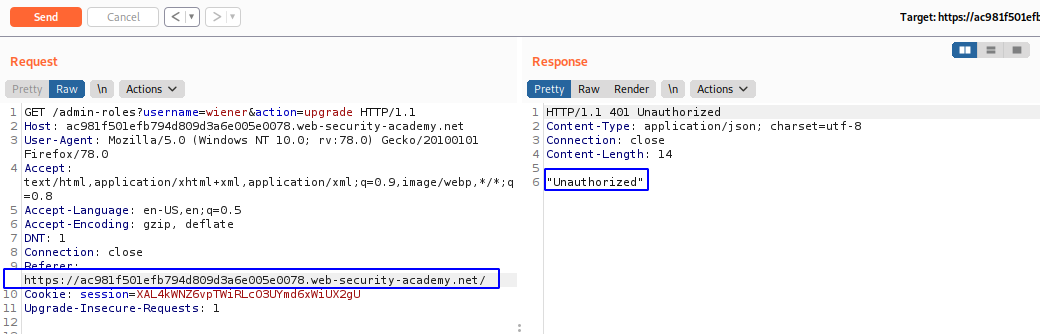 Send
Cancel
< ▾
> ▾
Target: https://ac981f501efb
Request
Pretty Raw \n Actions
1 GET /admin-roles?username=wiener&action=upgrade HTTP/1.1
2 Host: ac981f501efb794d809d3a6e005e0078.web-security-academy.net
3 User-Agent: Mozilla/5.0 (Windows NT 10.0; rv:78.0) Gecko/20100101
Firefox/78.0
4 Accept:
text/html,application/xhtml+xml,application/xml;q=0.9,image/webp,*/*;q
=0.8
5 Accept-Language: en-US,en;q=0.5
6 Accept-Encoding: gzip, deflate
7 DNT: 1
8 Connection: close
9 Referer:
https://ac981f501efb794d809d3a6e005e0078.web-security-academy.net/
10 Cookie: session=XAL4kWNZ6vpTWiRLcO3UYmd6xWiUX2gU
11 Upgrade-Insecure-Requests: 1
12
13
Response
Pretty Raw Render \n Actions
1 HTTP/1.1 401 Unauthorized
2 Content-Type: application/json; charset=utf-8
3 Connection: close
4 Content-Length: 14
5
6 "Unauthorized"